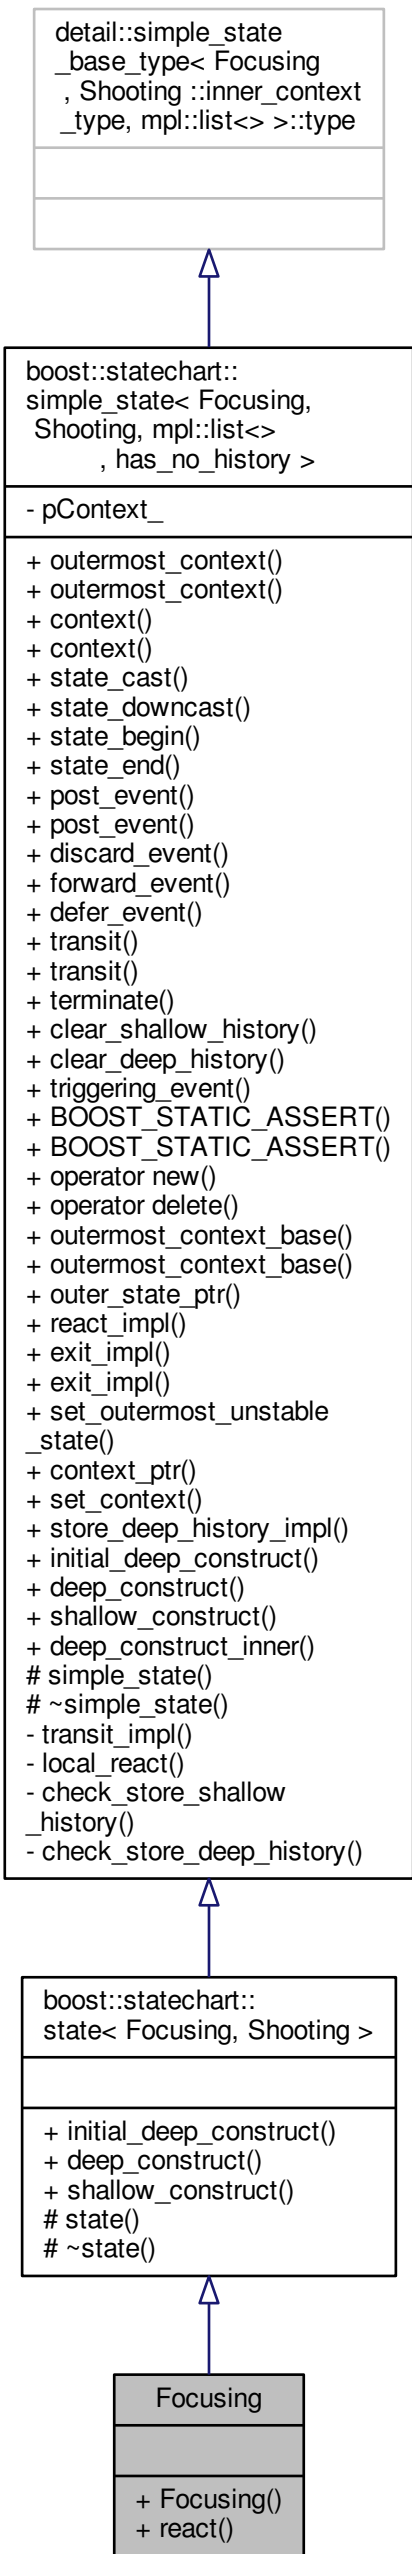 detail::simple_state
_base_type< Focusing
, Shooting ::inner_context
_type, mpl::list<> >::type
boost::statechart::
simple_state< Focusing,
Shooting, mpl::list<>
, has_no_history >
- pContext_
+ outermost_context()
+ outermost_context()
+ context()
+ context()
+ state_cast()
+ state_downcast()
+ state_begin()
+ state_end()
+ post_event()
+ post_event()
+ discard_event()
+ forward_event()
+ defer_event()
+ transit()
+ transit()
+ terminate()
+ clear_shallow_history()
+ clear_deep_history()
+ triggering_event()
+ BOOST_STATIC_ASSERT()
+ BOOST_STATIC_ASSERT()
+ operator new()
+ operator delete()
+ outermost_context_base()
+ outermost_context_base()
+ outer_state_ptr()
+ react_impl()
+ exit_impl()
+ exit_impl()
+ set_outermost_unstable
_state()
+ context_ptr()
+ set_context()
+ store_deep_history_impl()
+ initial_deep_construct()
+ deep_construct()
+ shallow_construct()
+ deep_construct_inner()
# simple_state()
# ~simple_state()
- transit_impl()
- local_react()
- check_store_shallow
_history()
- check_store_deep_history()
boost::statechart::
state< Focusing, Shooting >
+ initial_deep_construct()
+ deep_construct()
+ shallow_construct()
# state()
# ~state()
Focusing
+ Focusing()
+ react()